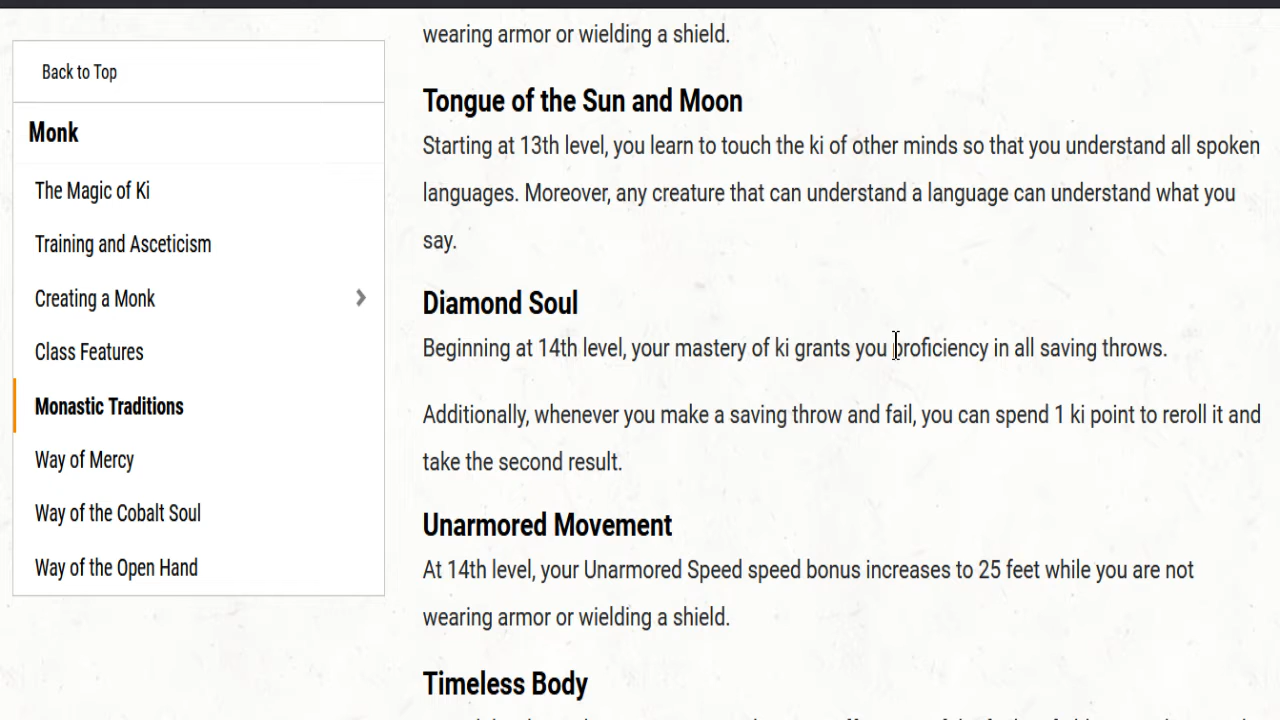 Back to Top
Monk
The Magic of Ki
Training and Asceticism
Creating a Monk
Class Features
Monastic Traditions
Way of Mercy
Way of the Cobalt Soul
Way of the Open Hand
wearing armor or wielding a shield.
Tongue of the Sun and Moon
Starting at 13th level, you learn to touch the ki of other minds so that you understand all spoken
languages. Moreover, any creature that can understand a language can understand what you
say.
Diamond Soul
Beginning at 14th level, your mastery of ki grants you proficiency in all saving throws.
Additionally, whenever you make a saving throw and fail, you can spend 1 ki point to reroll it and
take the second result.
Unarmored Movement
At 14th level, your Unarmored Speed speed bonus increases to 25 feet while you are not
wearing armor or wielding a shield.
Timeless Body